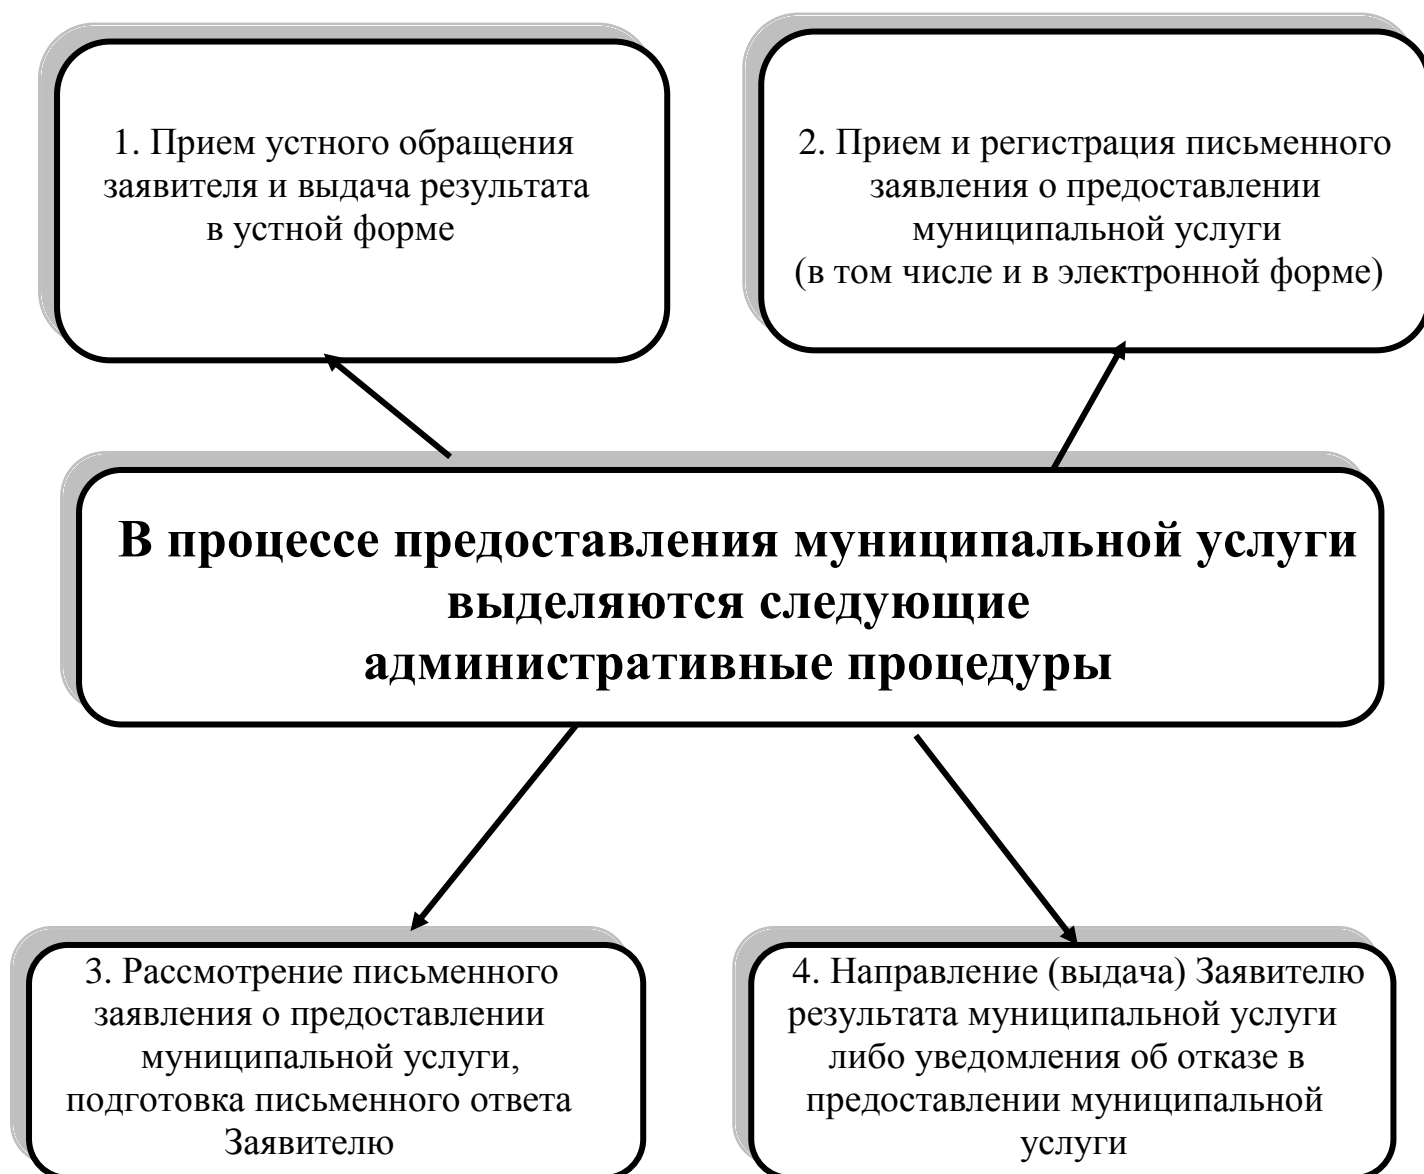 1. Прием устного обращения
заявителя и выдача результата
в устной форме
2. Прием и регистрация письменного
заявления о предоставлении
муниципальной услуги
(в том числе и в электронной форме)
В процессе предоставления муниципальной услуги
выделяются следующие
административные процедуры
3. Рассмотрение письменного
заявления о предоставлении
муниципальной услуги,
подготовка письменного ответа
Заявителю
4. Направление (выдача) Заявителю
результата муниципальной услуги
либо уведомления об отказе в
предоставлении муниципальной
услуги